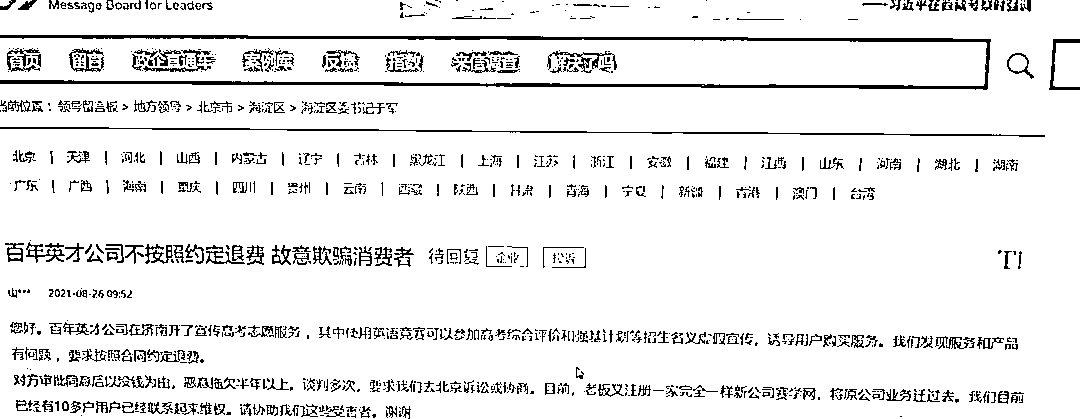 Message Board for Leaders
首页 留言 政企直通车 案例库 反馈 指数 来信调查 解决了吗
当前位置：领导留言板 > 地方领导 > 北京市 > 海淀区 > 海淀区委书记于军
北京 | 天津 | 河北 | 山西 | 内蒙古 | 辽宁 | 吉林 | 黑龙江 | 上海 | 江苏 | 浙江 | 安徽 | 福建 | 江西 | 山东 | 河南 | 湖北 | 湖南
广东 | 广西 | 海南 | 重庆 | 四川 | 贵州 | 云南 | 西藏 | 陕西 | 甘肃 | 青海 | 宁夏 | 新疆 | 香港 | 澳门 | 台湾
百年英才公司不按照约定退费 故意欺骗消费者 待回复 企业 投诉 T|
山*** 2021-08-26 09:52
您好。百年英才公司在济南开了宣传高考志愿服务，其中使用英语竞赛可以参加高考综合评价和强基计划等招生名义虚假宣传，诱导用户购买服务。我们发现服务和产品
有问题，要求按照合同约定退费。
对方审批同意后以没钱为由，恶意拖欠半年以上。谈判多次，要求我们去北京诉讼或协商。目前，老板又注册一家完全一样新公司赛学网，将原公司业务迁过去。我们目前
已经有10多户用户已经联系起来维权。请协助我们这些受害者。谢谢